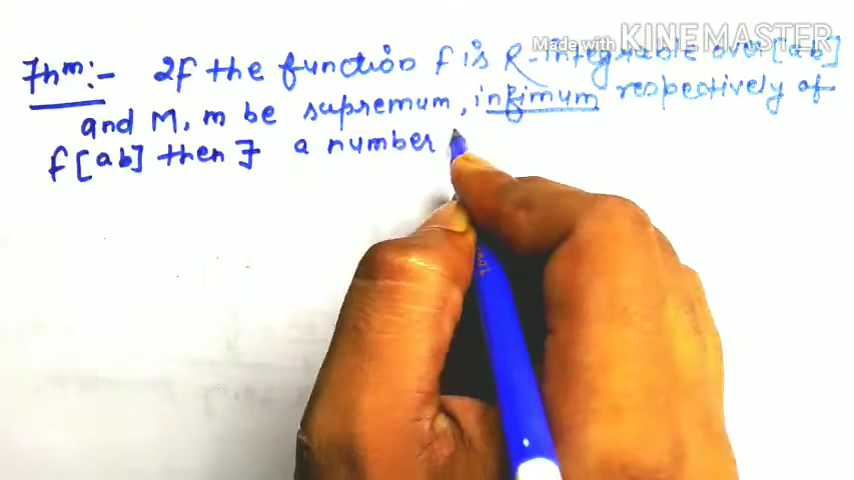 Made with KINEMASTER
Thm:- If the function f is R-integrable over [ab]
and M, m be supremum, infimum respectively of
f [ab] then ∃ a number